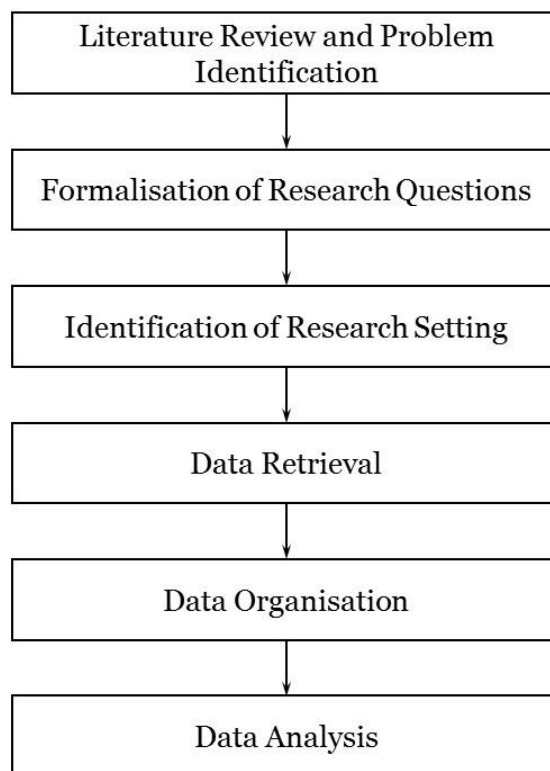 Literature Review and Problem
Identification
Formalisation of Research Questions
Identification of Research Setting
Data Retrieval
Data Organisation
Data Analysis